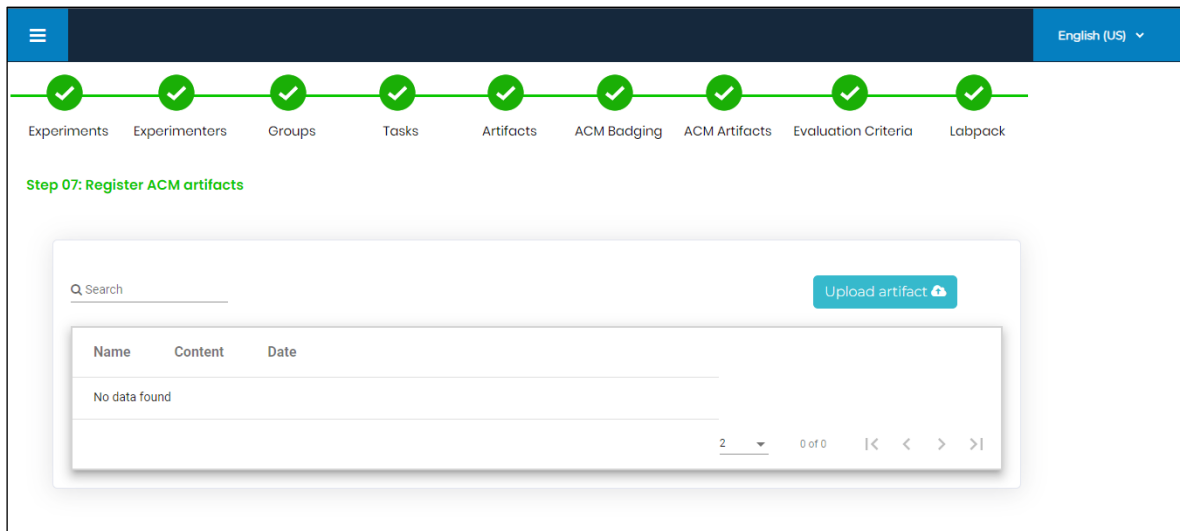 English (US)
Experiments Experimenters Groups Tasks Artifacts ACM Badging ACM Artifacts Evaluation Criteria Labpack
Step 07: Register ACM artifacts
Search Upload artifact
Name Content Date
No data found
2 0 of 0